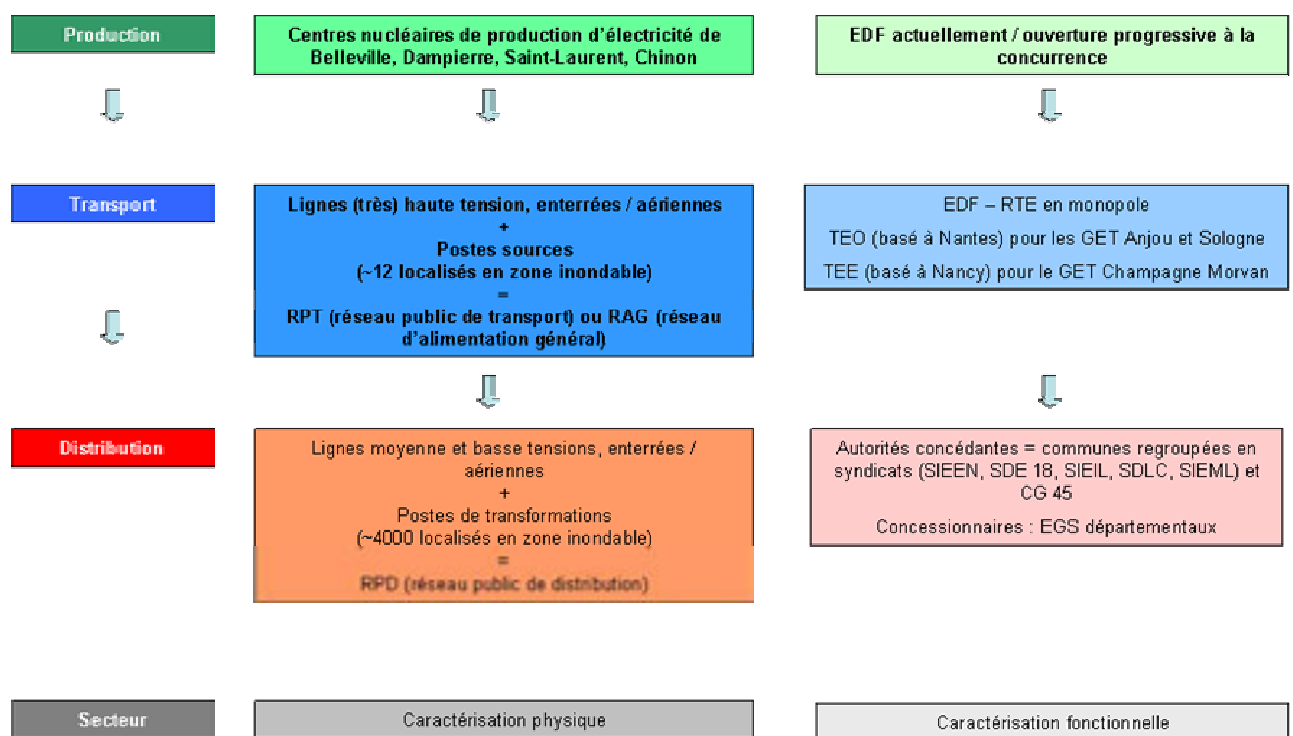 Production
Centres nucléaires de production d'électricité de
Belleville, Dampierre, Saint-Laurent, Chinon
EDF actuellement / ouverture progressive à la
concurrence
Transport
Lignes (très) haute tension, enterrées / aériennes
+
Postes sources
(~12 localisés en zone inondable)
=
RPT (réseau public de transport) ou RAG (réseau
d'alimentation général)
EDF – RTE en monopole
TEO (basé à Nantes) pour les GET Anjou et Sologne
TEE (basé à Nancy) pour le GET Champagne Morvan
Distribution
Lignes moyenne et basse tensions, enterrées /
aériennes
+
Postes de transformations
(~4000 localisés en zone inondable)
=
RPD (réseau public de distribution)
Autorités concédantes = communes regroupées en
syndicats (SIEEN, SDE 18, SIEIL, SDLC, SIEML) et
CG 45
Concessionnaires : EGS départementaux
Secteur
Caractérisation physique
Caractérisation fonctionnelle